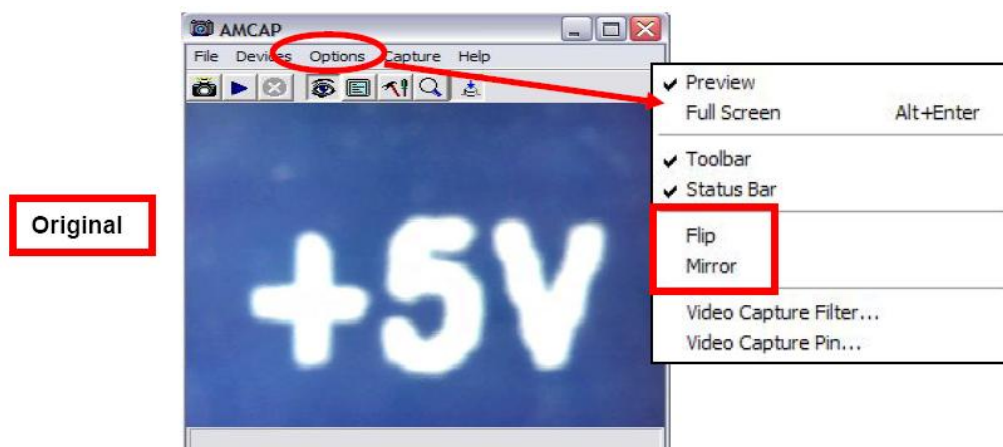 AMCAP
File Devices Options Capture Help
Original
+5V
Preview
Full Screen Alt+Enter
Toolbar
Status Bar
Flip
Mirror
Video Capture Filter...
Video Capture Pin...